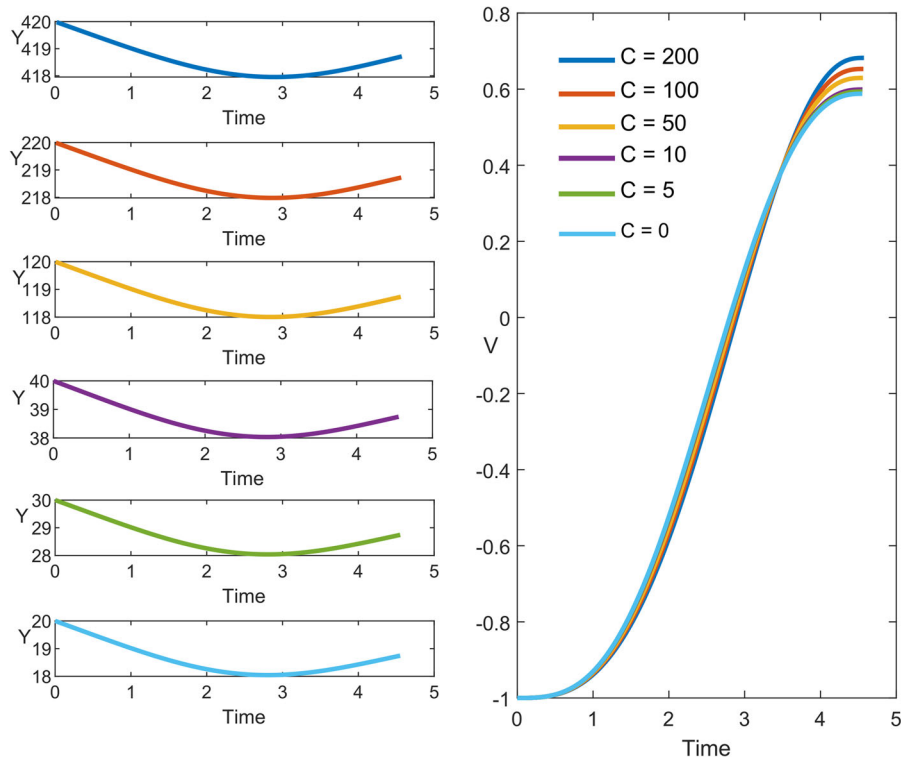 420
Y
419
418
0 1 2 3 4 5
Time
220
Y
219
218
0 1 2 3 4 5
Time
120
Y
119
118
0 1 2 3 4 5
Time
40
Y
39
38
0 1 2 3 4 5
Time
30
Y
29
28
0 1 2 3 4 5
Time
20
Y
19
18
0 1 2 3 4 5
Time
0.8
0.6
0.4
0.2
0
V
-0.2
-0.4
-0.6
-0.8
-1
C = 200
C = 100
C = 50
C = 10
C = 5
C = 0
0 1 2 3 4 5
Time